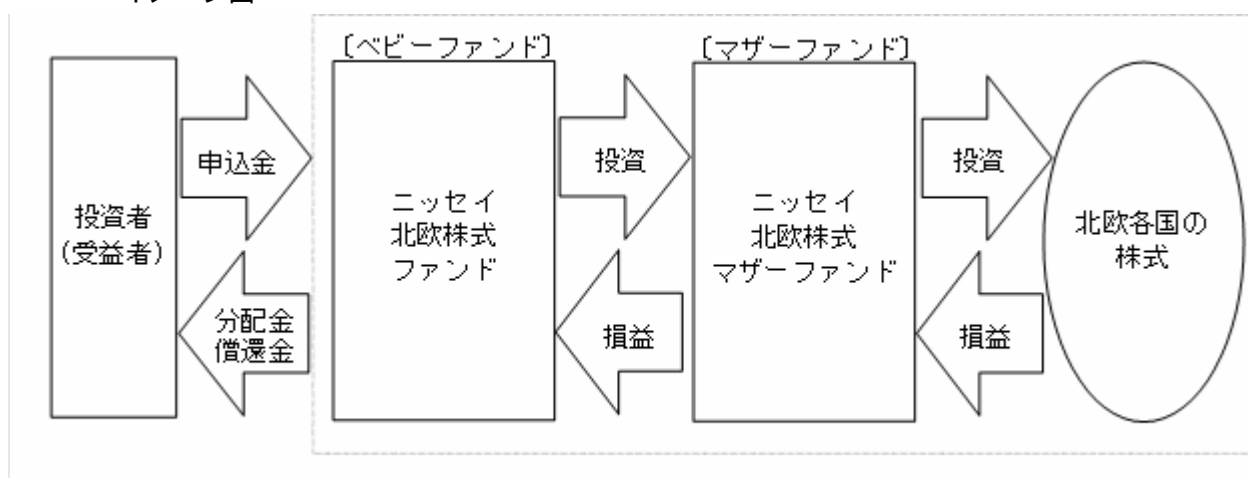 〔ベビーファンド〕
〔マザーファンド〕
申込金
投資
投資
投資者
(受益者)
ニッセイ
北欧株式
ファンド
ニッセイ
北欧株式
マザーファンド
北欧各国の
株式
分配金
償還金
損益
損益